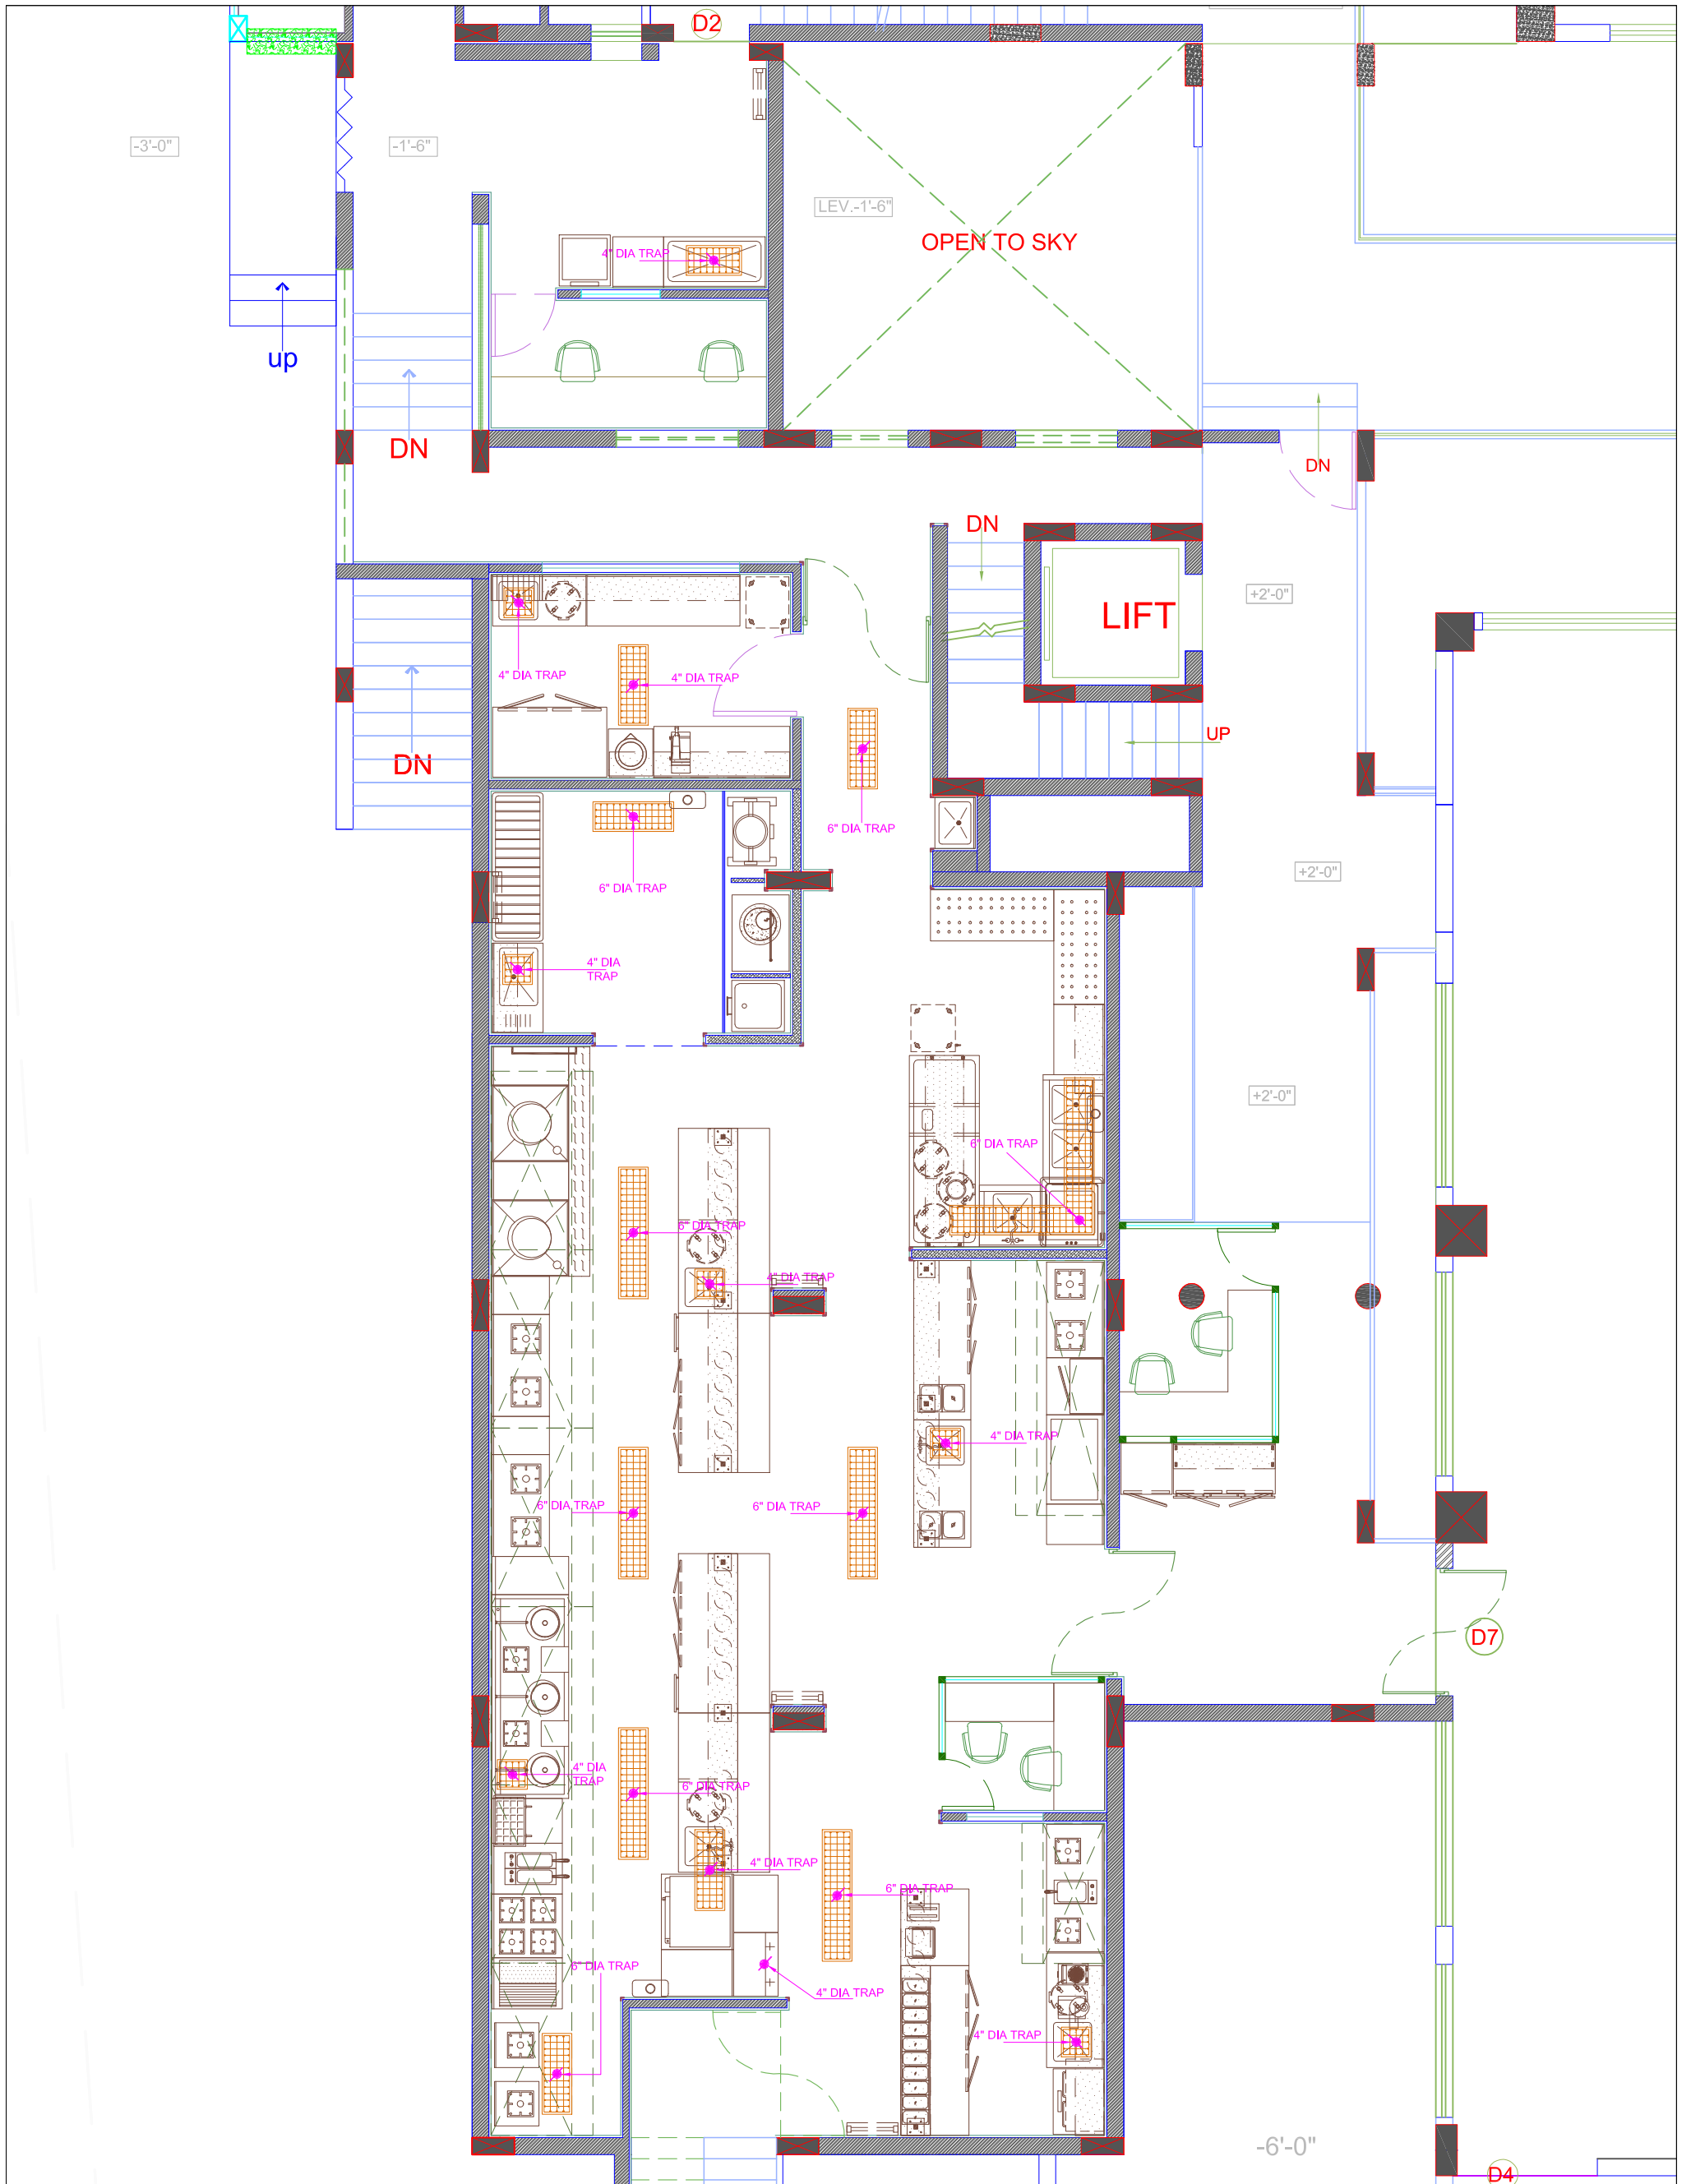 D2
-3'-0"
-1'-6"
LEV.-1'-6"
OPEN TO SKY
4" DIA TRAP
up
DN
DN
DN
LIFT
+2'-0"
4" DIA TRAP
4" DIA TRAP
UP
DN
6" DIA TRAP
6" DIA TRAP
+2'-0"
4" DIA
TRAP
+2'-0"
6" DIA TRAP
6" DIA TRAP
4" DIA TRAP
4" DIA TRAP
6" DIA TRAP
6" DIA TRAP
D7
4" DIA
TRAP
6" DIA TRAP
4" DIA TRAP
6" DIA TRAP
6" DIA TRAP
4" DIA TRAP
4" DIA TRAP
-6'-0"
D4